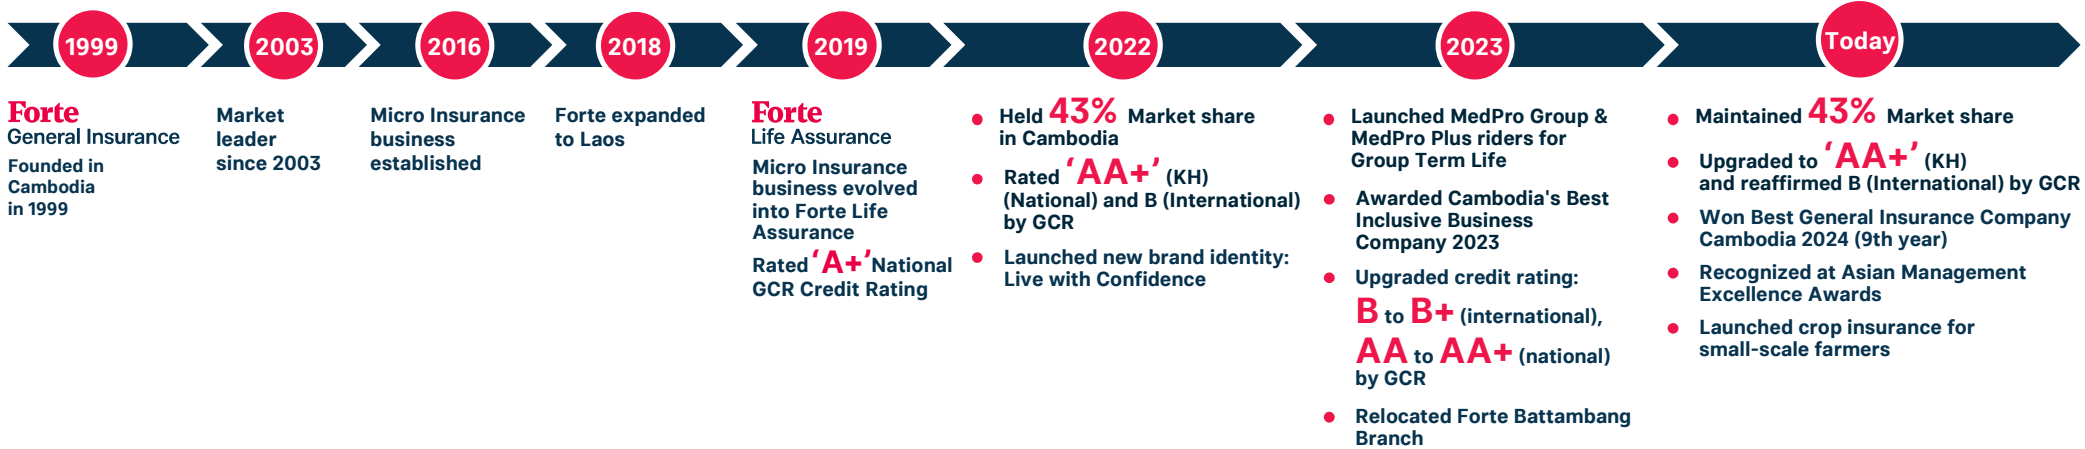 1999
Forte
General Insurance
Founded in
Cambodia
in 1999
2003
Market
leader
since 2003
2016
Micro Insurance
business
established
2018
Forte expanded
to Laos
2019
Forte
Life Assurance
Micro Insurance
business evolved
into Forte Life
Assurance
Rated ‘A+’ National
GCR Credit Rating
2022
● Held 43% Market share
in Cambodia
● Rated ‘AA+’ (KH)
(National) and B (International)
by GCR
● Launched new brand identity:
Live with Confidence
2023
● Launched MedPro Group &
MedPro Plus riders for
Group Term Life
● Awarded Cambodia's Best
Inclusive Business
Company 2023
● Upgraded credit rating:
B to B+ (international),
AA to AA+ (national)
by GCR
● Relocated Forte Battambang
Branch
Today
● Maintained 43% Market share
● Upgraded to ‘AA+’ (KH)
and reaffirmed B (International) by GCR
● Won Best General Insurance Company
Cambodia 2024 (9th year)
● Recognized at Asian Management
Excellence Awards
● Launched crop insurance for
small-scale farmers